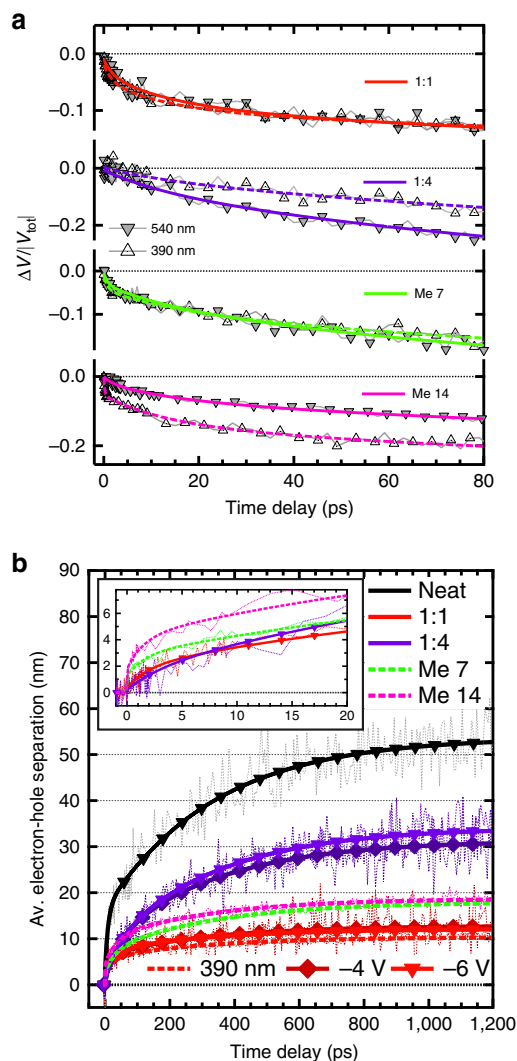 a
0.0
1:1
−0.1
0.0
1:4
−0.2
540 nm
390 nm
ΔV/|Vtot|
0.0
Me 7
−0.1
0.0
Me 14
−0.2
0 20 40 60 80
Time delay (ps)
b
90
80
70
60
50
40
30
20
10
0
Av. electron-hole separation (nm)
6
4
2
0
0 5 10 15 20
Neat
1:1
1:4
Me 7
Me 14
390 nm −4 V −6 V
0 200 400 600 800 1,000 1,200
Time delay (ps)